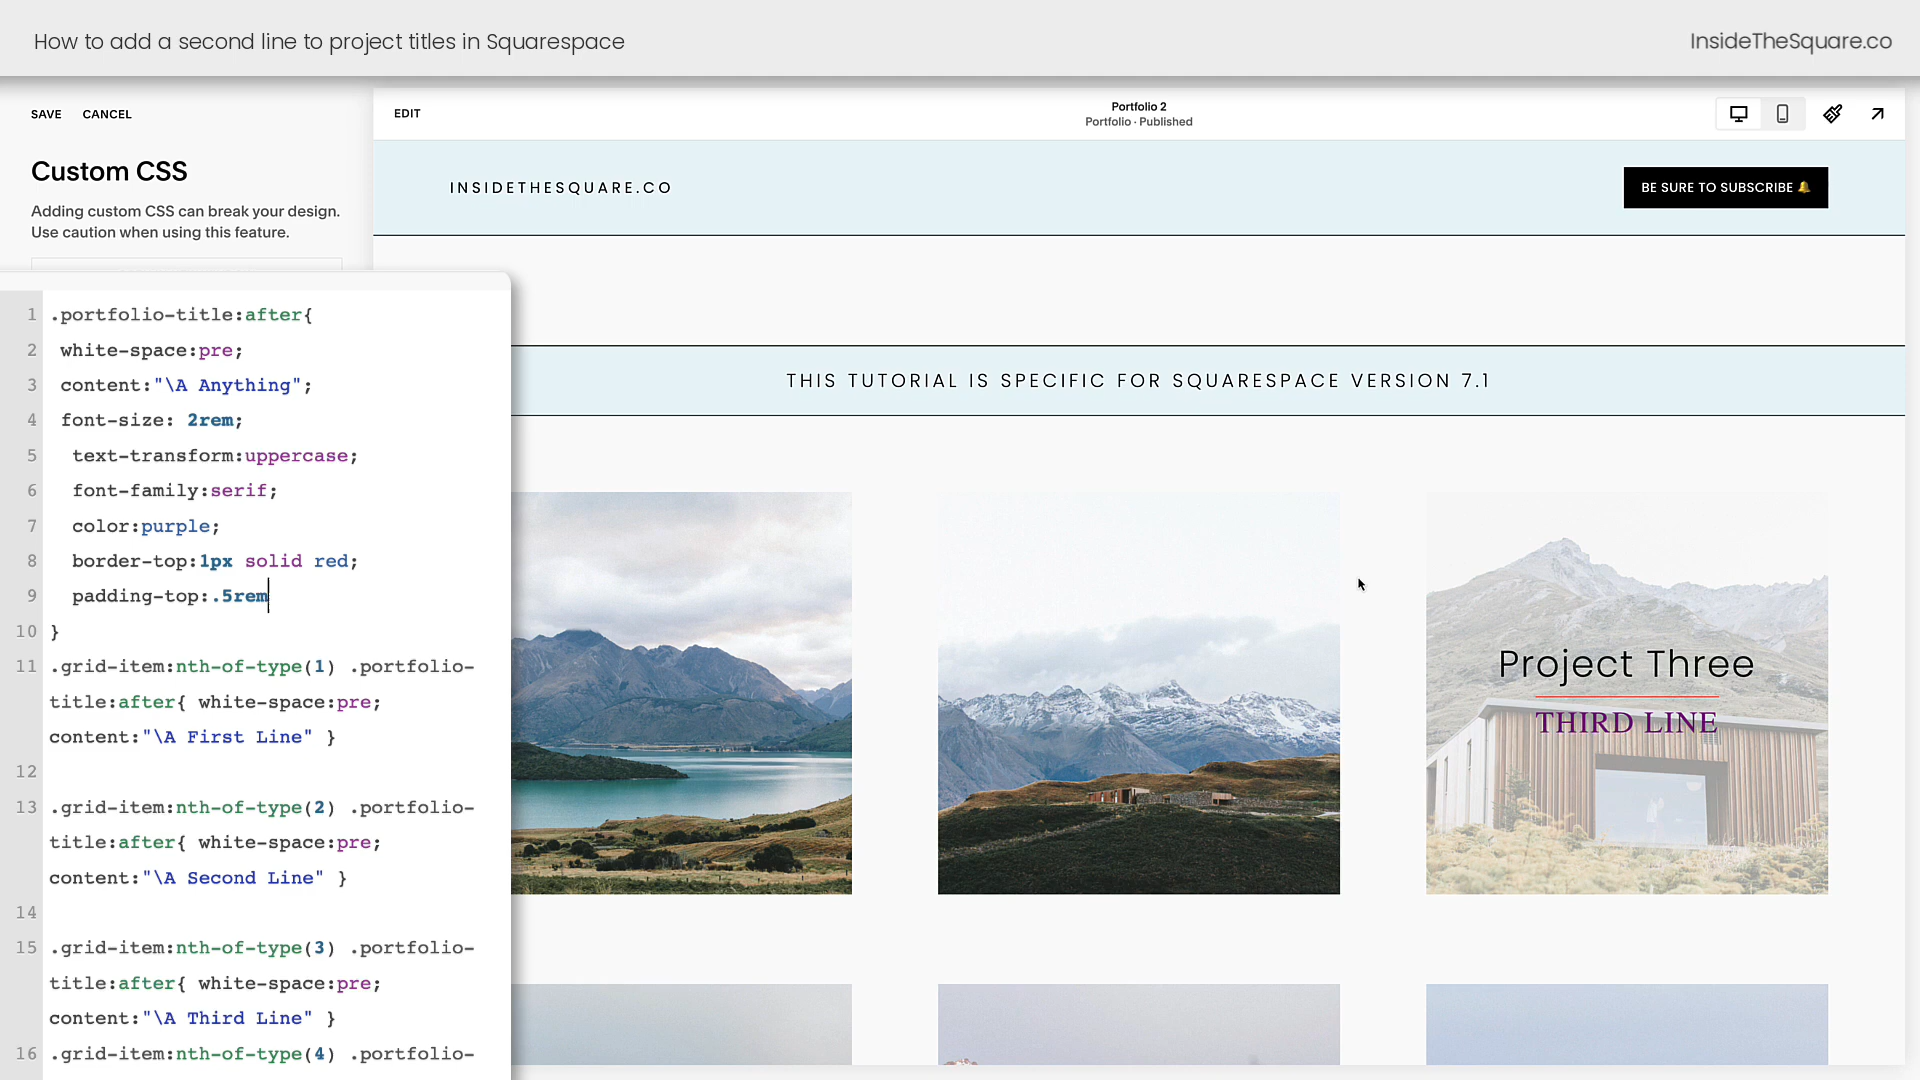 How to add a second line to project titles in Squarespace
InsideTheSquare.co
SAVE CANCEL
Custom CSS
Adding custom CSS can break your design.
Use caution when using this feature.
1 .portfolio-title:after{
2 white-space:pre;
3 content:"\A Anything";
4 font-size: 2rem;
5 text-transform:uppercase;
6 font-family:serif;
7 color:purple;
8 border-top:1px solid red;
9 padding-top:.5rem
10 }
11 .grid-item:nth-of-type(1) .portfolio-
title:after{ white-space:pre;
content:"\A First Line" }
12
13 .grid-item:nth-of-type(2) .portfolio-
title:after{ white-space:pre;
content:"\A Second Line" }
14
15 .grid-item:nth-of-type(3) .portfolio-
title:after{ white-space:pre;
content:"\A Third Line" }
16 .grid-item:nth-of-type(4) .portfolio-
EDIT
Portfolio 2
Portfolio · Published
INSIDETHESQUARE.CO
BE SURE TO SUBSCRIBE 🔔
THIS TUTORIAL IS SPECIFIC FOR SQUARESPACE VERSION 7.1
Project Three
THIRD LINE